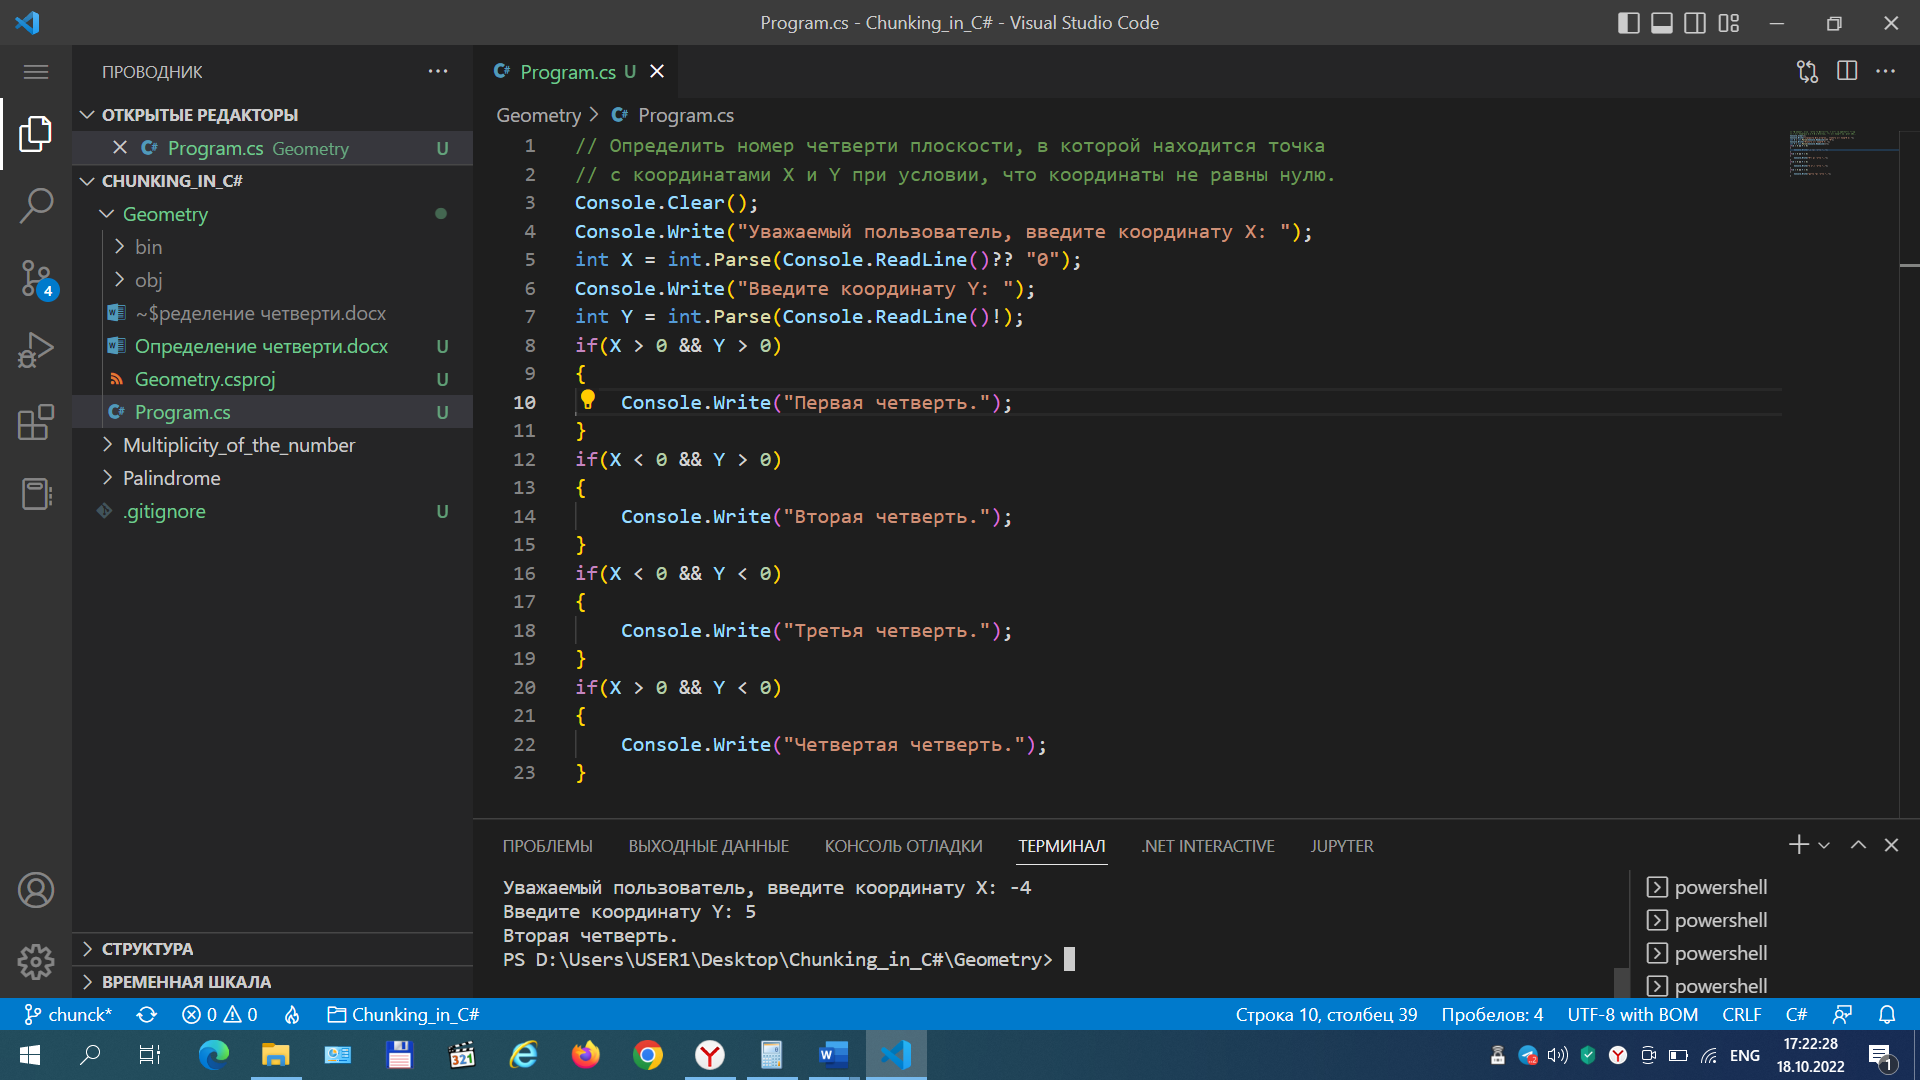 Program.cs - Chunking_in_C# - Visual Studio Code
ПРОВОДНИК
ОТКРЫТЫЕ РЕДАКТОРЫ
Program.cs Geometry U
CHUNKING_IN_C#
Geometry
bin
obj
~$ределение четверти.docx
Определение четверти.docx U
Geometry.csproj U
Program.cs U
Multiplicity_of_the_number
Palindrome
.gitignore U
СТРУКТУРА
ВРЕМЕННАЯ ШКАЛА
4
Program.cs U
Geometry > Program.cs
1 // Определить номер четверти плоскости, в которой находится точка
2 // с координатами X и Y при условии, что координаты не равны нулю.
3 Console.Clear();
4 Console.Write("Уважаемый пользователь, введите координату X: ");
5 int X = int.Parse(Console.ReadLine()?? "0");
6 Console.Write("Введите координату Y: ");
7 int Y = int.Parse(Console.ReadLine()!);
8 if(X > 0 && Y > 0)
9 {
10 Console.Write("Первая четверть.");
11 }
12 if(X < 0 && Y > 0)
13 {
14 Console.Write("Вторая четверть.");
15 }
16 if(X < 0 && Y < 0)
17 {
18 Console.Write("Третья четверть.");
19 }
20 if(X > 0 && Y < 0)
21 {
22 Console.Write("Четвертая четверть.");
23 }
ПРОБЛЕМЫ ВЫХОДНЫЕ ДАННЫЕ КОНСОЛЬ ОТЛАДКИ ТЕРМИНАЛ .NET INTERACTIVE JUPYTER
Уважаемый пользователь, введите координату X: -4
Введите координату Y: 5
Вторая четверть.
PS D:\Users\USER1\Desktop\Chunking_in_C#\Geometry>
powershell
powershell
powershell
powershell
chunck* 0 0 Chunking_in_C# Строка 10, столбец 39 Пробелов: 4 UTF-8 with BOM CRLF C#
321
ENG
17:22:28
18.10.2022
1